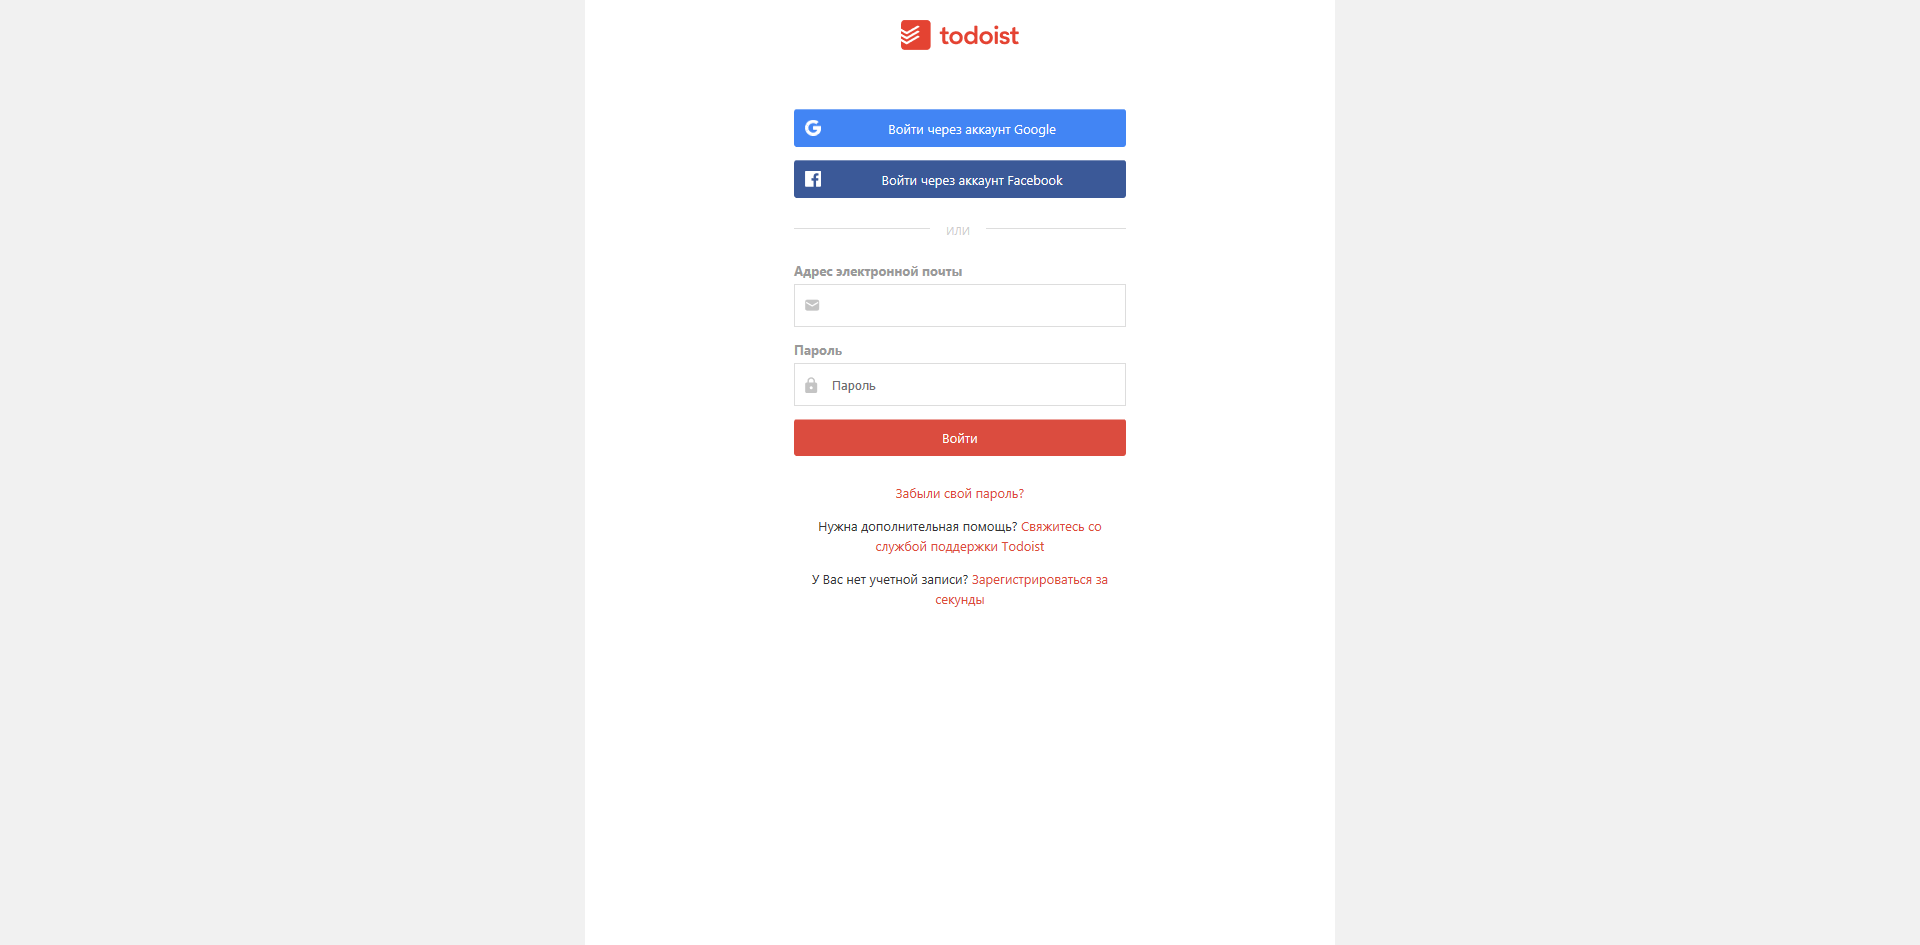 todoist
Войти через аккаунт Google
Войти через аккаунт Facebook
ИЛИ
Адрес электронной почты
Пароль
Пароль
Войти
Забыли свой пароль?
Нужна дополнительная помощь? Свяжитесь со
службой поддержки Todoist
У Вас нет учетной записи? Зарегистрироваться за
секунды